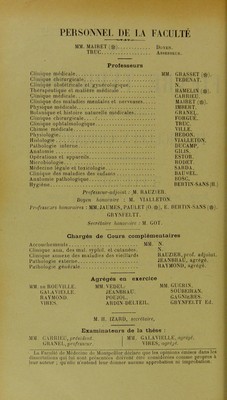 PERSONNEL DE LA FACULTÉ
MM. MAIRET (✻) Doyen.
TRUC Assesseur.
Professeurs
Clinique médicale MM. GRASSET (✻).
Clinique chirurgicale TEDENAT.
Clinique obstétricale et gynécologique N.
Thérapeutique et matière médicale HAMELIN (✻)
Clinique médicale CARRIEU.
Clinique des maladies mentales et nerveuses MAIRET (✻).
Physique médicale IMBERT.
Botanique et histoire naturelle médicales GRANEL.
Clinique chirurgicale FORGUE.
Clinique ophtalmologique TRUC.
Chimie médicale VILLE.
Physiologie HEDON.
Histologie VIALLETON.
Pathologie interne DUCAMP.
Anatomie GILIS.
Opérations et appareils ESTOR.
Microbiologie RODET.
Médecine légale et toxicologie SARDA.
Clinique des maladies des enfants BAUMEL.
Anatomie pathologique BOSC.
Hygiène BERTIN-SANS (H.)
Professeur-adjoint : M. RAUZIER.
Doyen honoraire : M. VIALLETON.
Professeurs honoraires : MM. JAUMES, PAULET (O. ✻), E. BERTIN-SANS (✻),
GRYNFELTT.
Secrétaire honoraire : M. GOT
Chargés de Cours complémentaires
Accouchements MM. N.
Clinique ann. des mal. syphil. et cutanées N.
Clinique annexe des maladies des vieillards RAUZIER, prof. adjoint.
Pathologie externe JEANBRAU, agrégé.
Pathologie générale RAYMOND, agrégé.
Agrégés en exercice
MM. DE ROUVILLE. MM. VEDEL. MM. GUERIN.
GALAVIELLE. JEANBRAU. SOUBEIRAN.
RAYMOND. POUJOL. GAGNIÈRES.
VIRES. ARDIN-DELTEIL. GRYNFELTT Ed.
M. H. IZARD, secrétaire.
Examinateurs de la thèse :
MM. CARRIEU, président. MM. GALAVIELLE, agrégé.
GRANEL, professeur. VIRES, agrégé.
La Faculté de Médecine de Montpellier déclare que les opinions émises dans les
dissertations qui lui sont présentées doivent être considérées comme propres à
leur auteur ; qu'elle n'entend leur donner aucune approbation ni improbation.